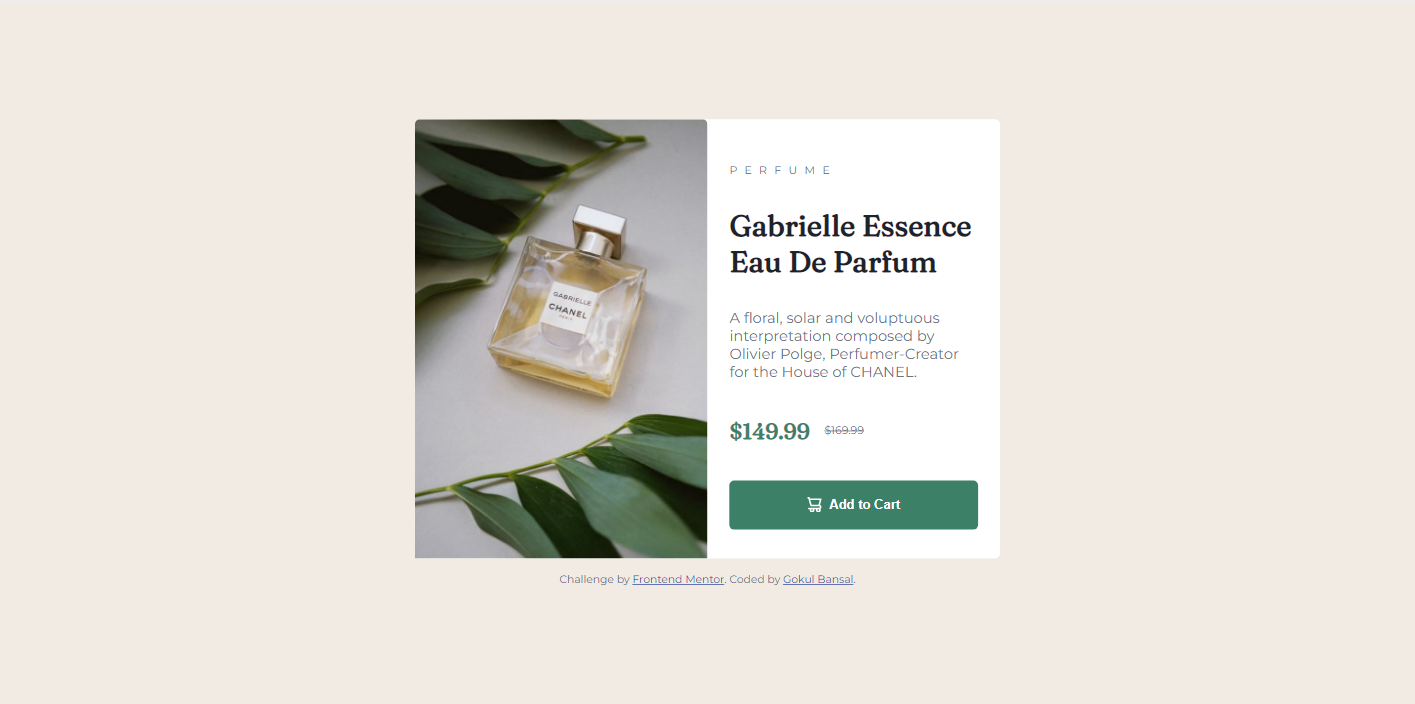 GABRIELLE
CHANEL
PARIS
PERFUME
Gabrielle Essence
Eau De Parfum
A floral, solar and voluptuous
interpretation composed by
Olivier Polge, Perfumer-Creator
for the House of CHANEL.
$149.99 $169.99
Add to Cart
Challenge by Frontend Mentor. Coded by Gokul Bansal.